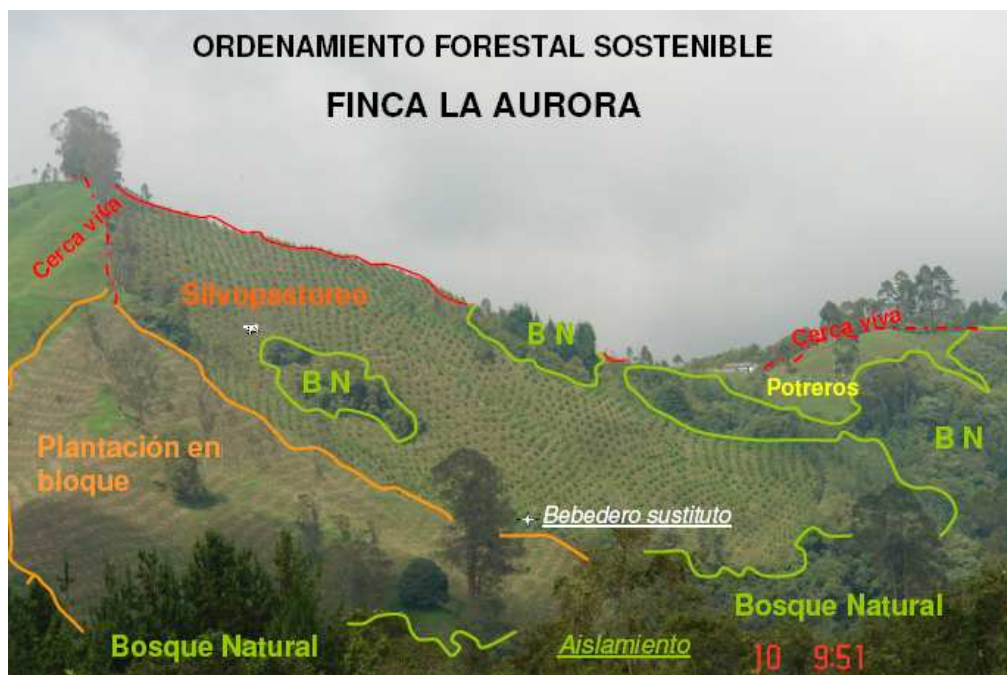 ORDENAMIENTO FORESTAL SOSTENIBLE
FINCA LA AURORA
Cerca viva
Silvopastoreo
B N
Cerca viva
B N
Potreros
Plantación en
bloque
B N
Bebedero sustituto
Bosque Natural
Bosque Natural
Aislamiento
10 9:51